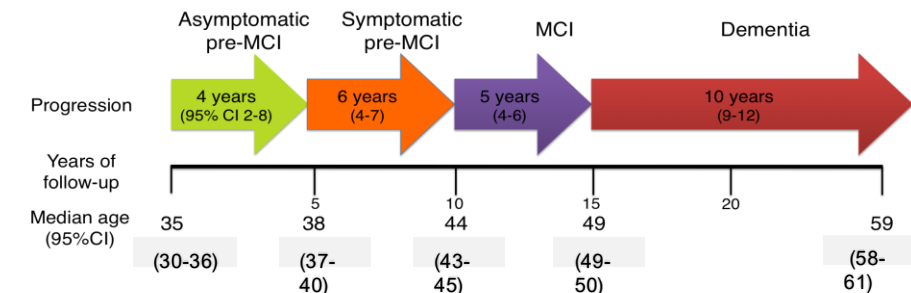 Asymptomatic
pre-MCI
Symptomatic
pre-MCI
MCI
Dementia
Progression
4 years
(95% CI 2-8)
6 years
(4-7)
5 years
(4-6)
10 years
(9-12)
Years of
follow-up
5
10
15
20
Median age
(95%CI)
35
38
44
49
59
(30-36)
(37-
40)
(43-
45)
(49-
50)
(58-
61)